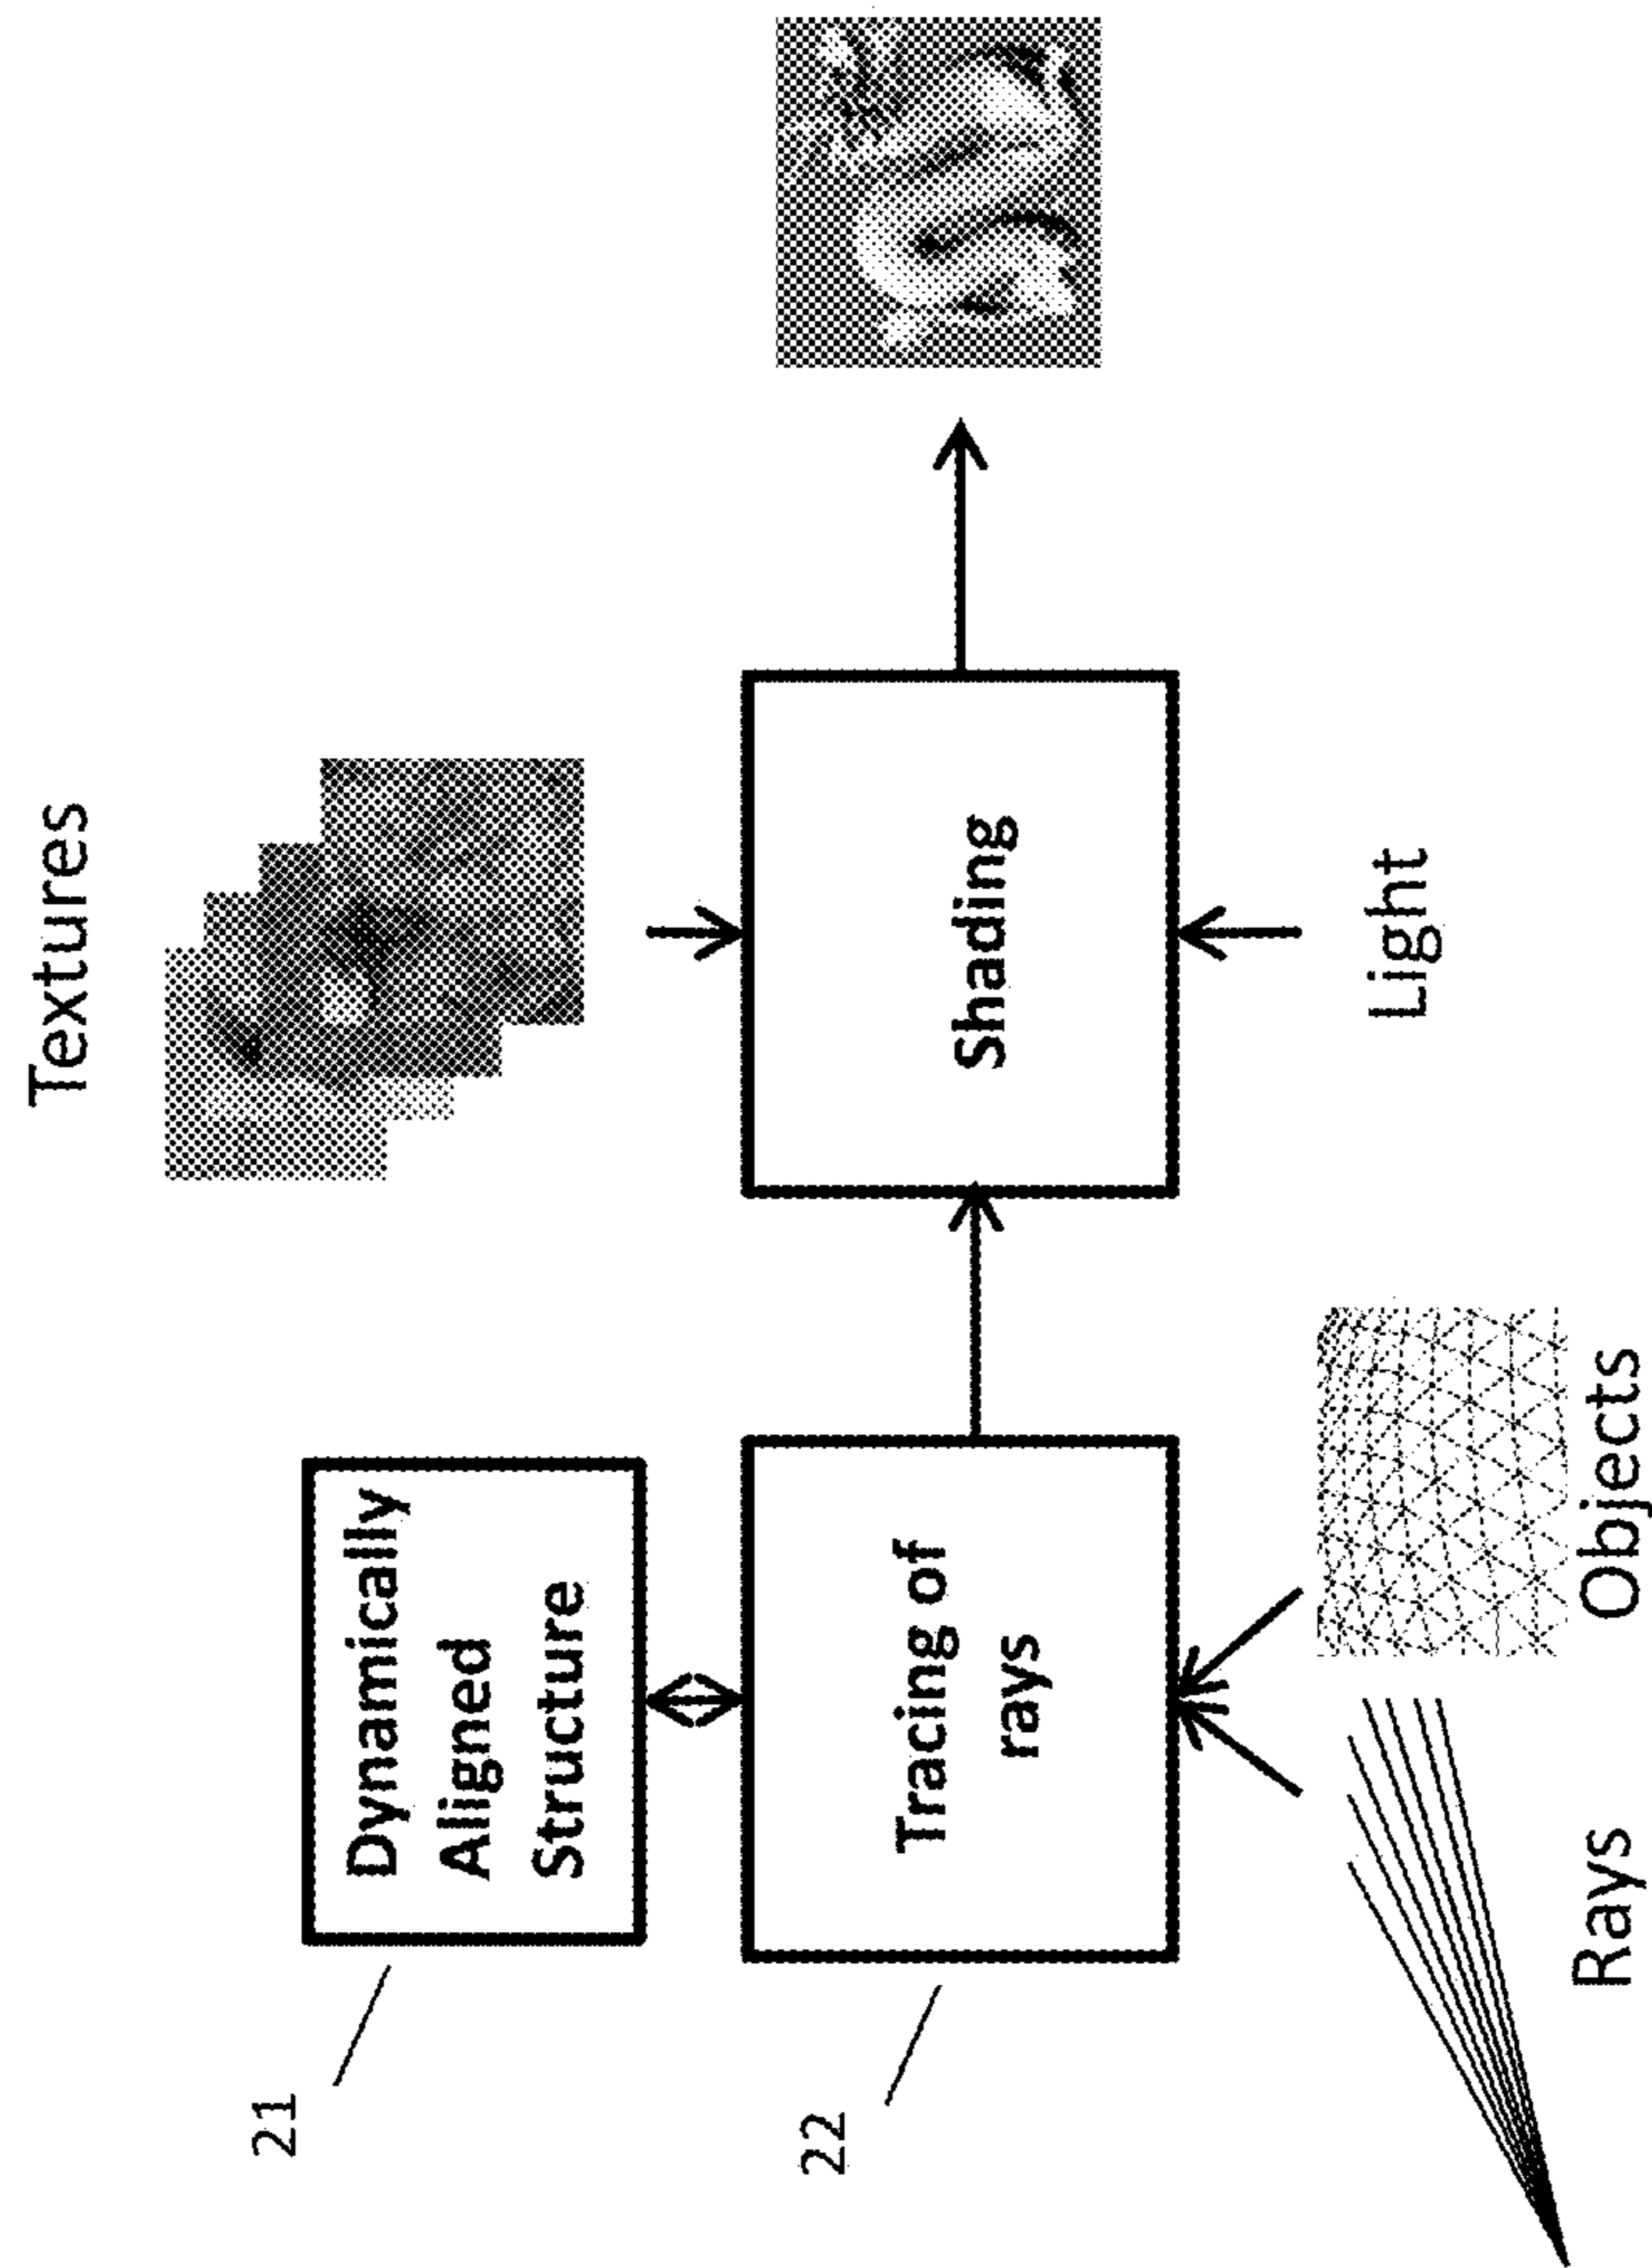 Textures
21
Dynamically
Aligned
Structure
22
Tracing of
rays
Shading
Rays
Objects
Light